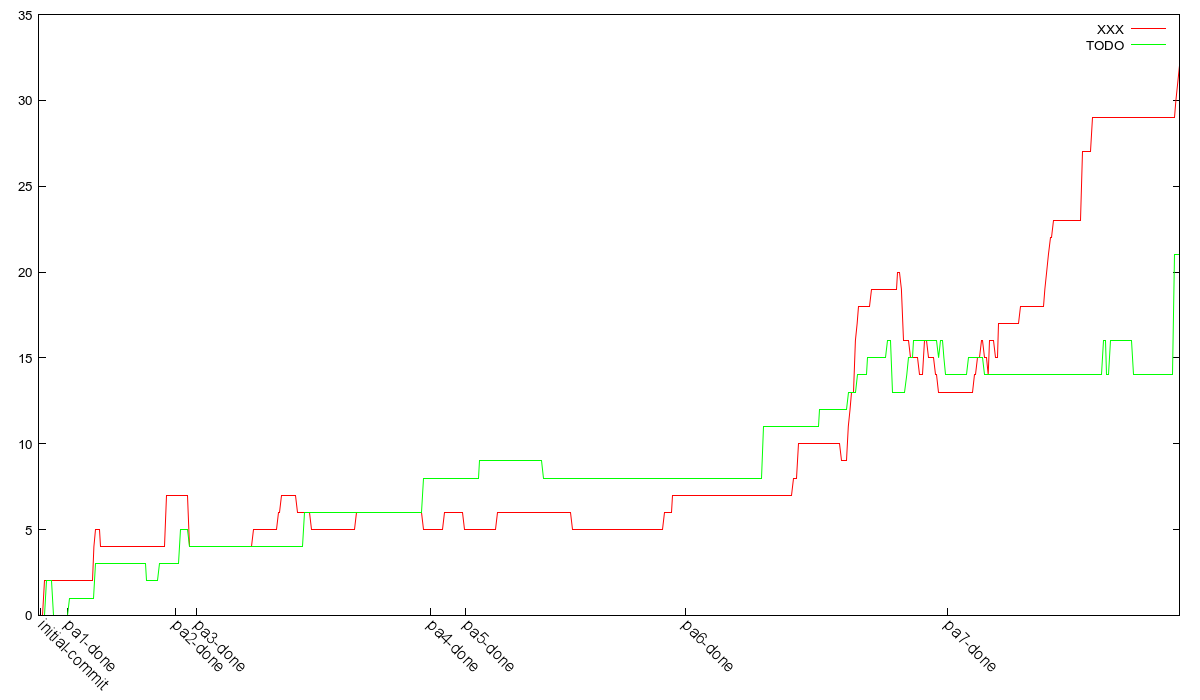 35
XXX
TODO
30
25
20
15
10
5
0
initial-commit
pa1-done
pa2-done
pa3-done
pa4-done
pa5-done
pa6-done
pa7-done